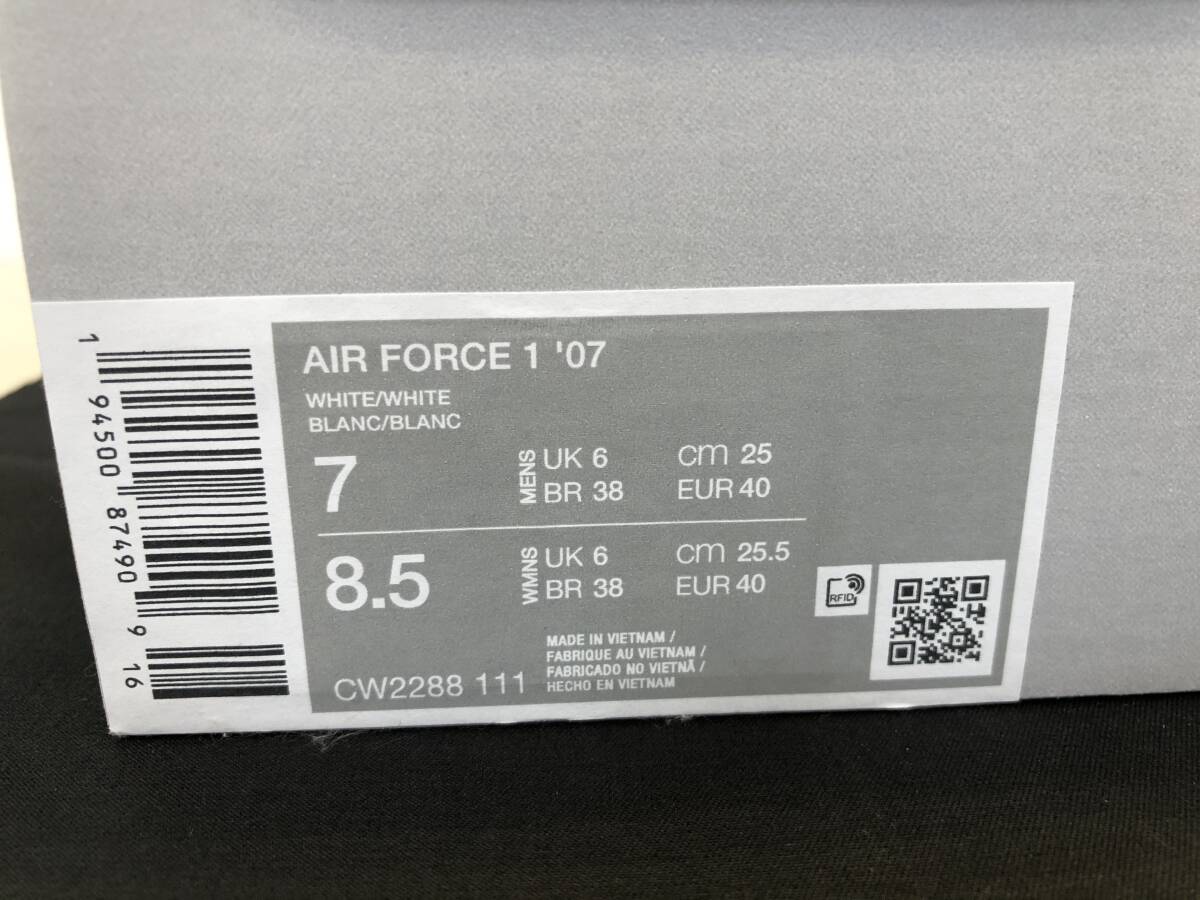 AIR FORCE 1 '07
WHITE/WHITE
BLANC/BLANC
7
MENS
UK 6 cm 25
BR 38 EUR 40
8.5
WMNS
UK 6 cm 25.5
BR 38 EUR 40
MADE IN VIETNAM /
FABRIQUE AU VIETNAM /
FABRICADO NO VIETNÃ /
HECHO EN VIETNAM
CW2288 111
RFID
1 94500 87490 9 16